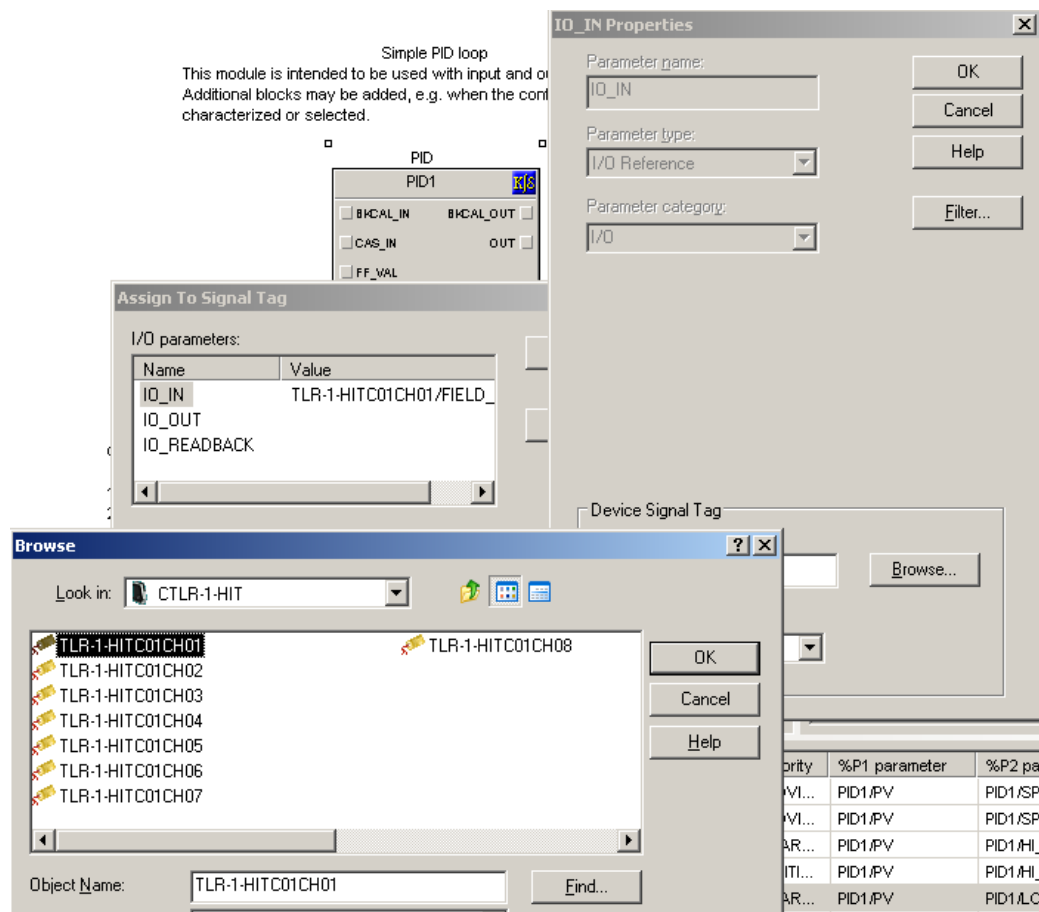 Simple PID loop
This module is intended to be used with input and ou
Additional blocks may be added, e.g. when the cont
characterized or selected.
PID
PID1
BKCAL_IN BKCAL_OUT
CAS_IN OUT
FF_VAL
IO_IN Properties
Parameter name:
IO_IN
Parameter type:
I/O Reference
Parameter category:
I/O
OK
Cancel
Help
Filter...
Assign To Signal Tag
I/O parameters:
Name Value
IO_IN TLR-1-HITC01CH01/FIELD_
IO_OUT
IO_READBACK
Device Signal Tag
Browse...
Browse
Look in: CTLR-1-HIT
TLR-1-HITC01CH01 TLR-1-HITC01CH08
TLR-1-HITC01CH02
TLR-1-HITC01CH03
TLR-1-HITC01CH04
TLR-1-HITC01CH05
TLR-1-HITC01CH06
TLR-1-HITC01CH07
OK
Cancel
Help
Object Name: TLR-1-HITC01CH01
Find...
ority %P1 parameter %P2 pa
VI... PID1/PV PID1/SP
VI... PID1/PV PID1/SP
AR... PID1/PV PID1/HI_
ITI... PID1/PV PID1/HI_
AR... PID1/PV PID1/LO